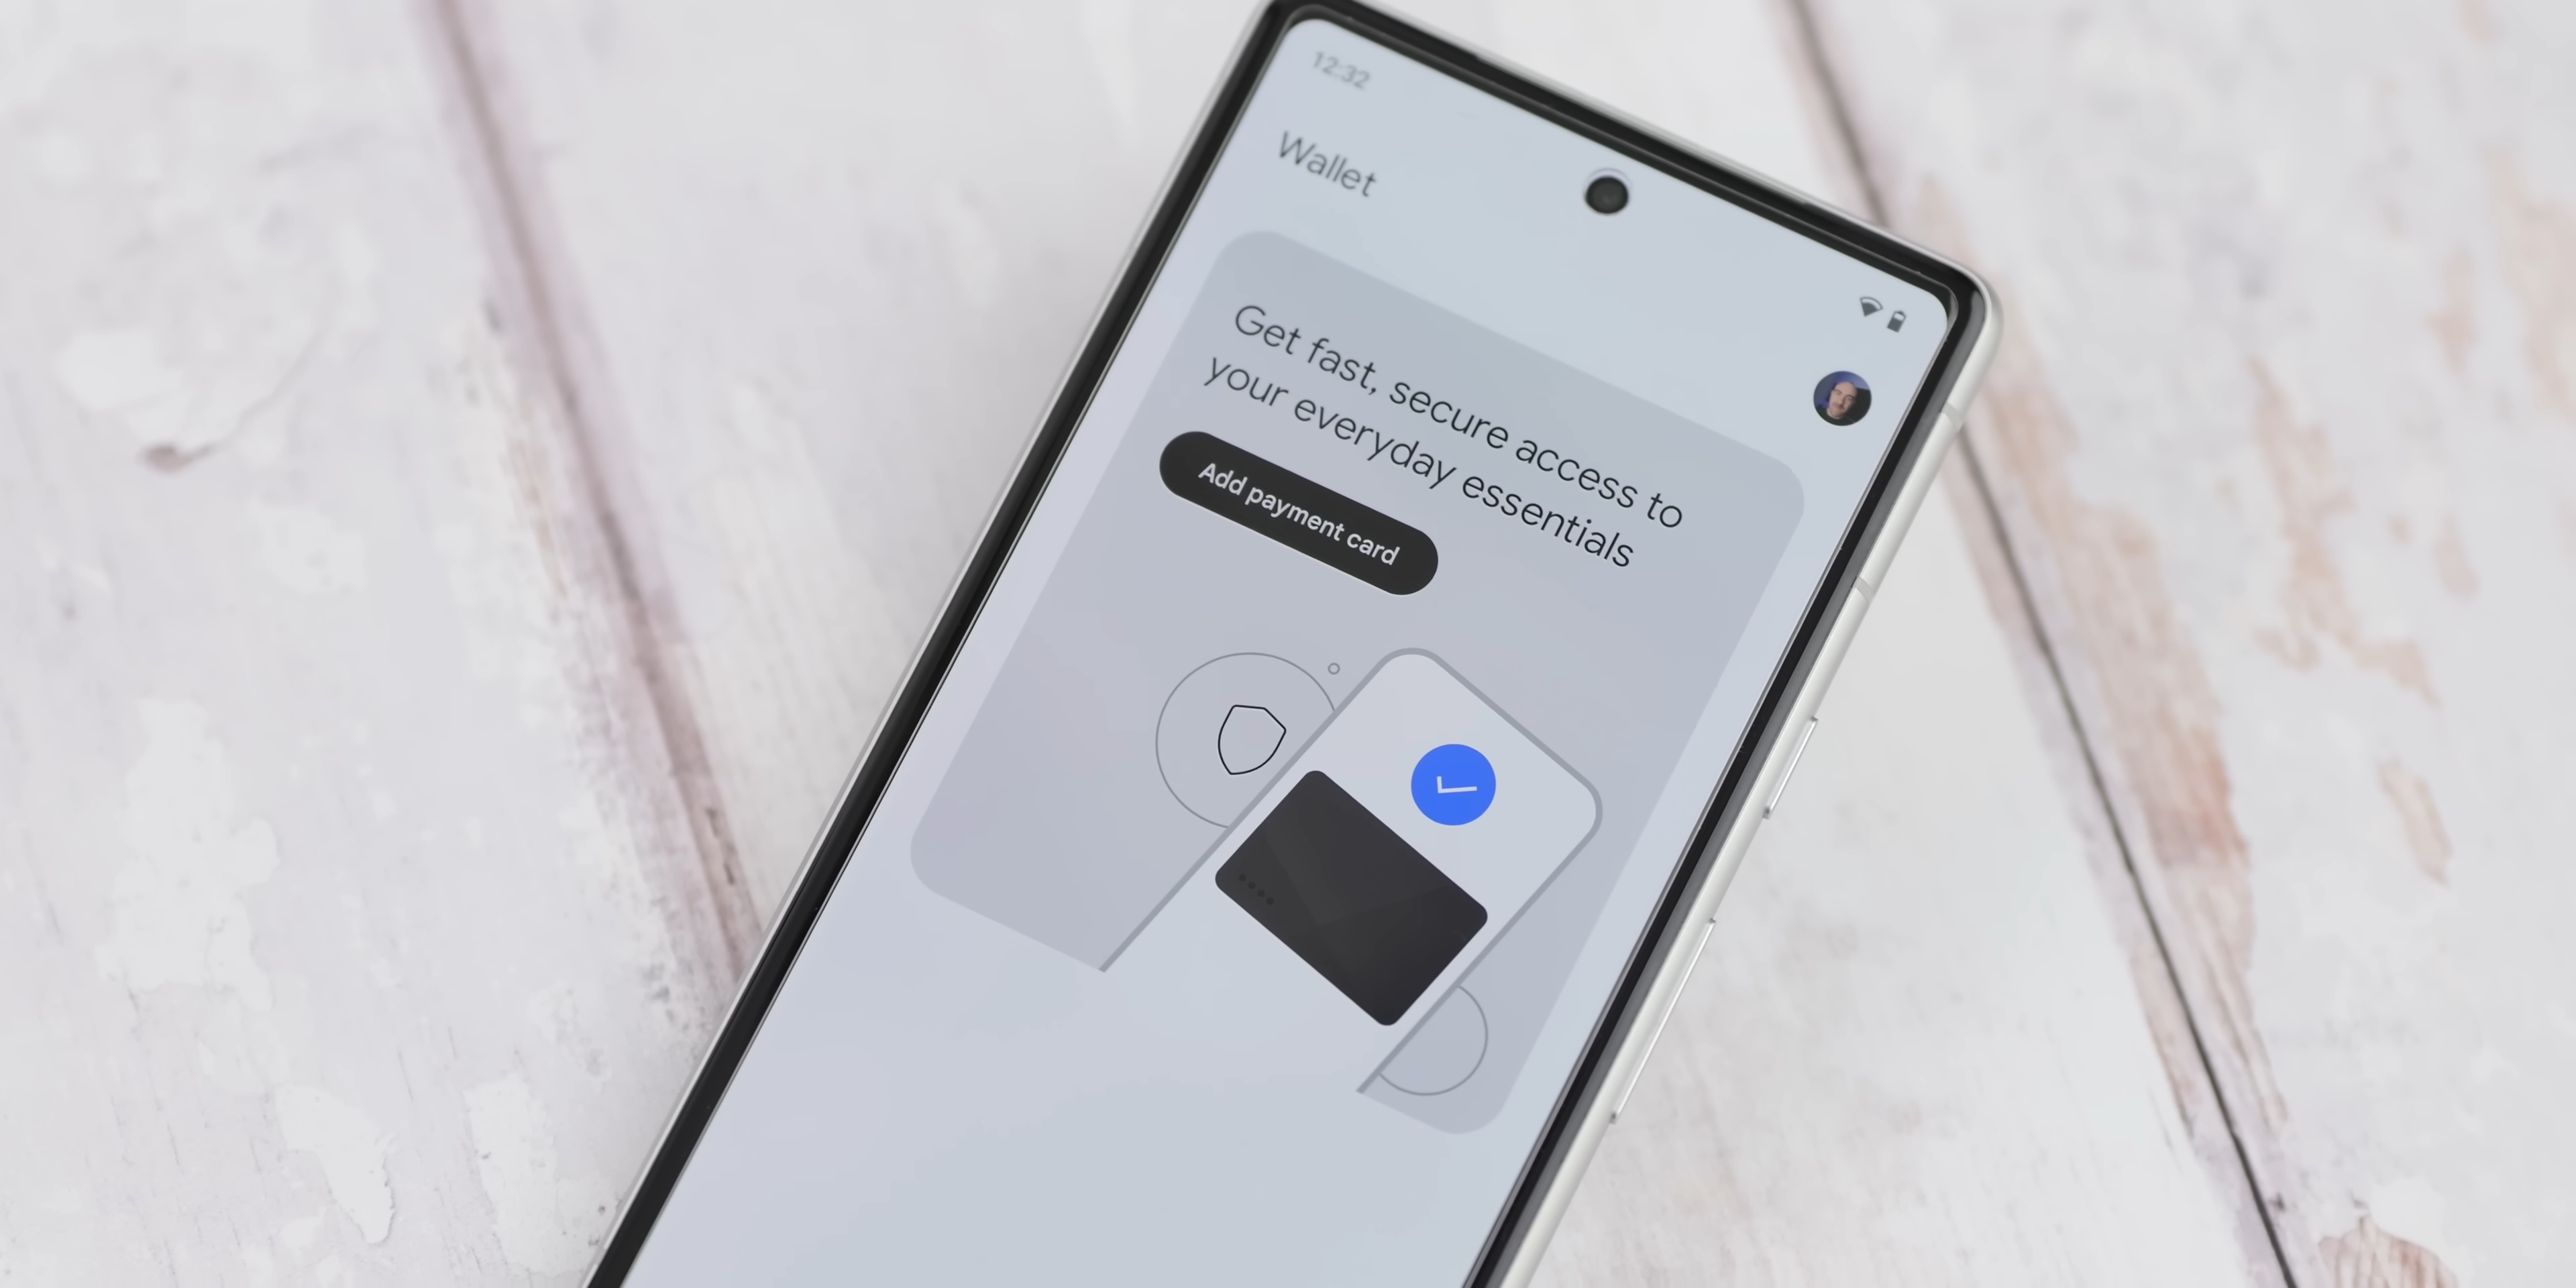 12:32
Wallet
Get fast, secure access to
your everyday essentials
Add payment card